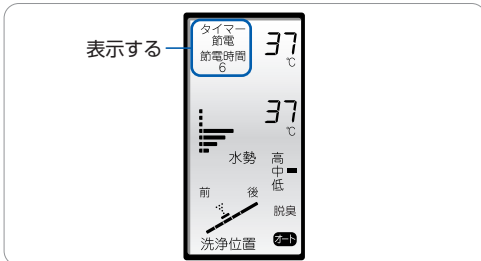 表示する
タイマー
節電
節電時間
6
37
℃
37
℃
水勢
高
中
低
前
後
脱臭
洗浄位置
オート